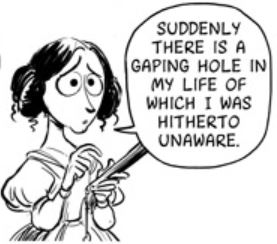 SUDDENLY
THERE IS A
GAPING HOLE IN
MY LIFE OF
WHICH I WAS
HITHERTO
UNAWARE.